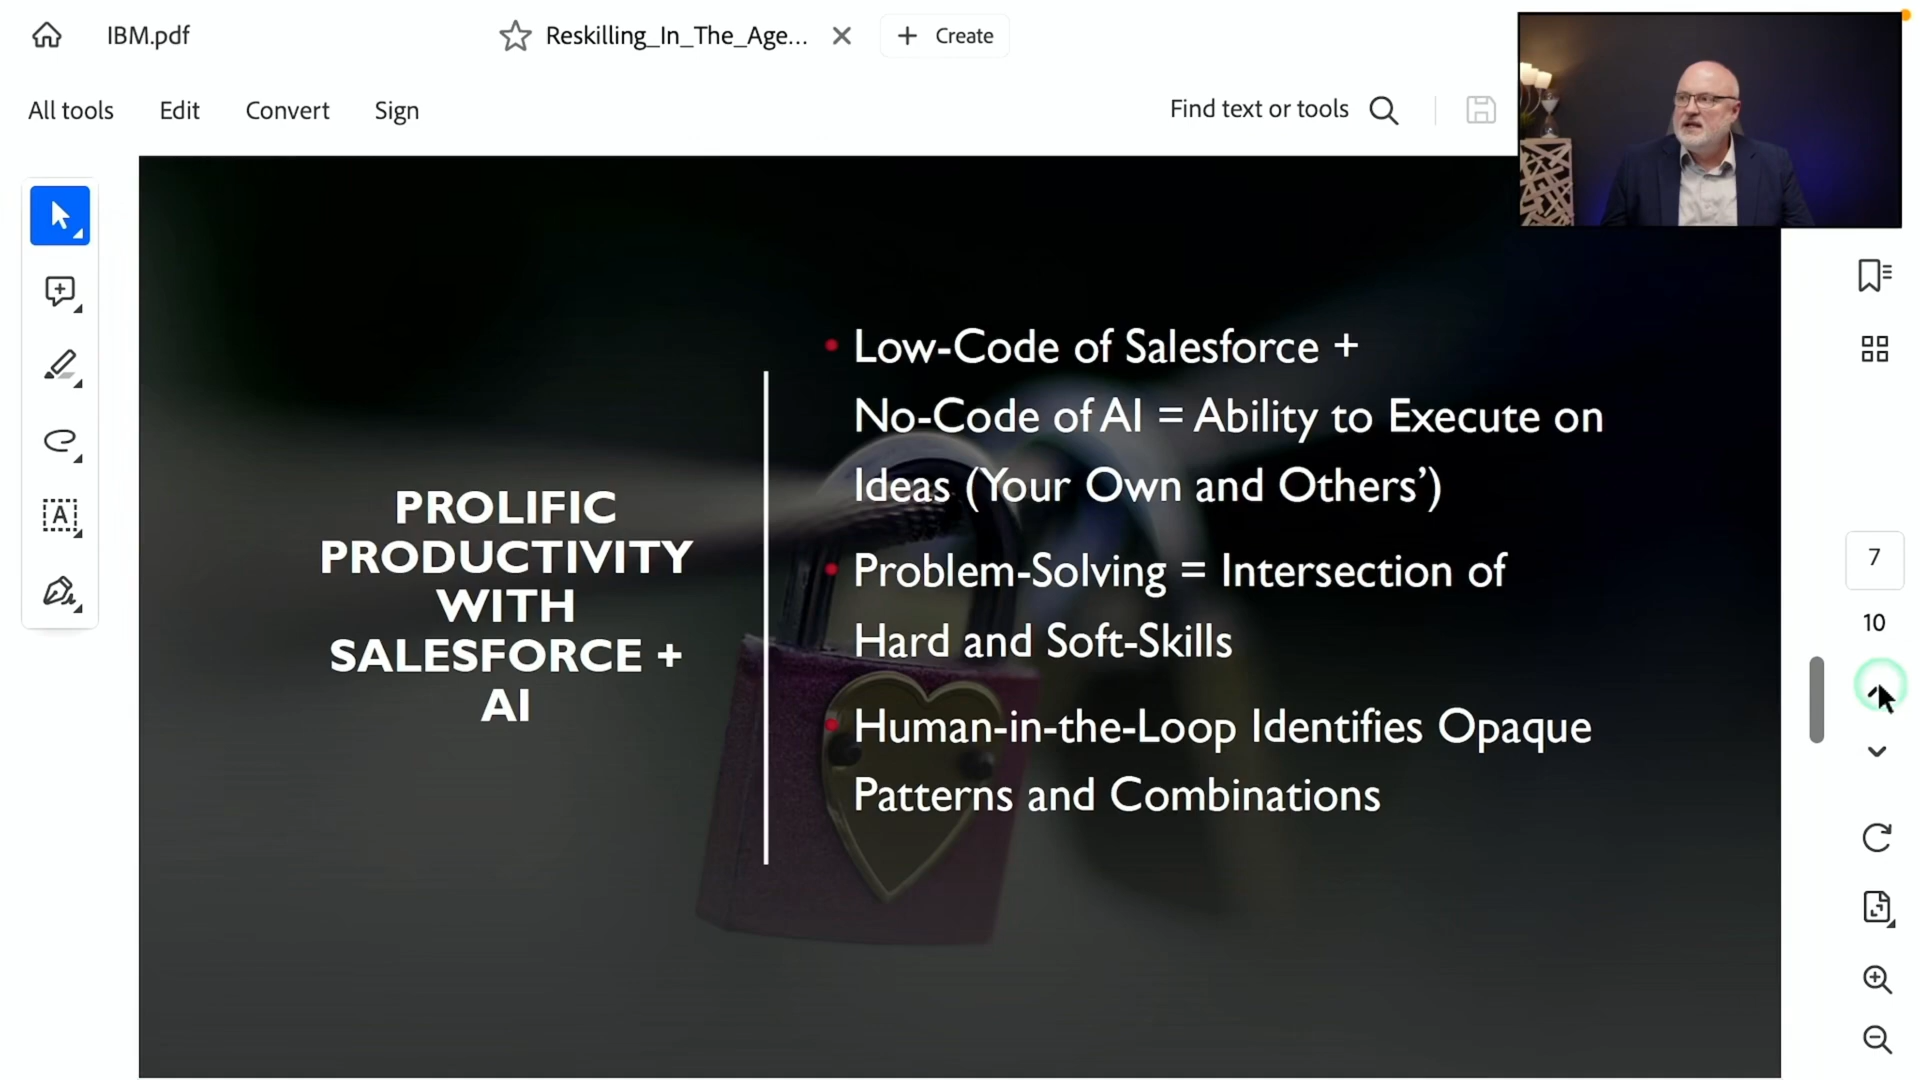 IBM.pdf
Reskilling_In_The_Age...
Create
All tools
Edit
Convert
Sign
Find text or tools
PROLIFIC
PRODUCTIVITY
WITH
SALESFORCE +
AI
• Low-Code of Salesforce +
No-Code of AI = Ability to Execute on
Ideas (Your Own and Others’)
• Problem-Solving = Intersection of
Hard and Soft-Skills
• Human-in-the-Loop Identifies Opaque
Patterns and Combinations
7
10